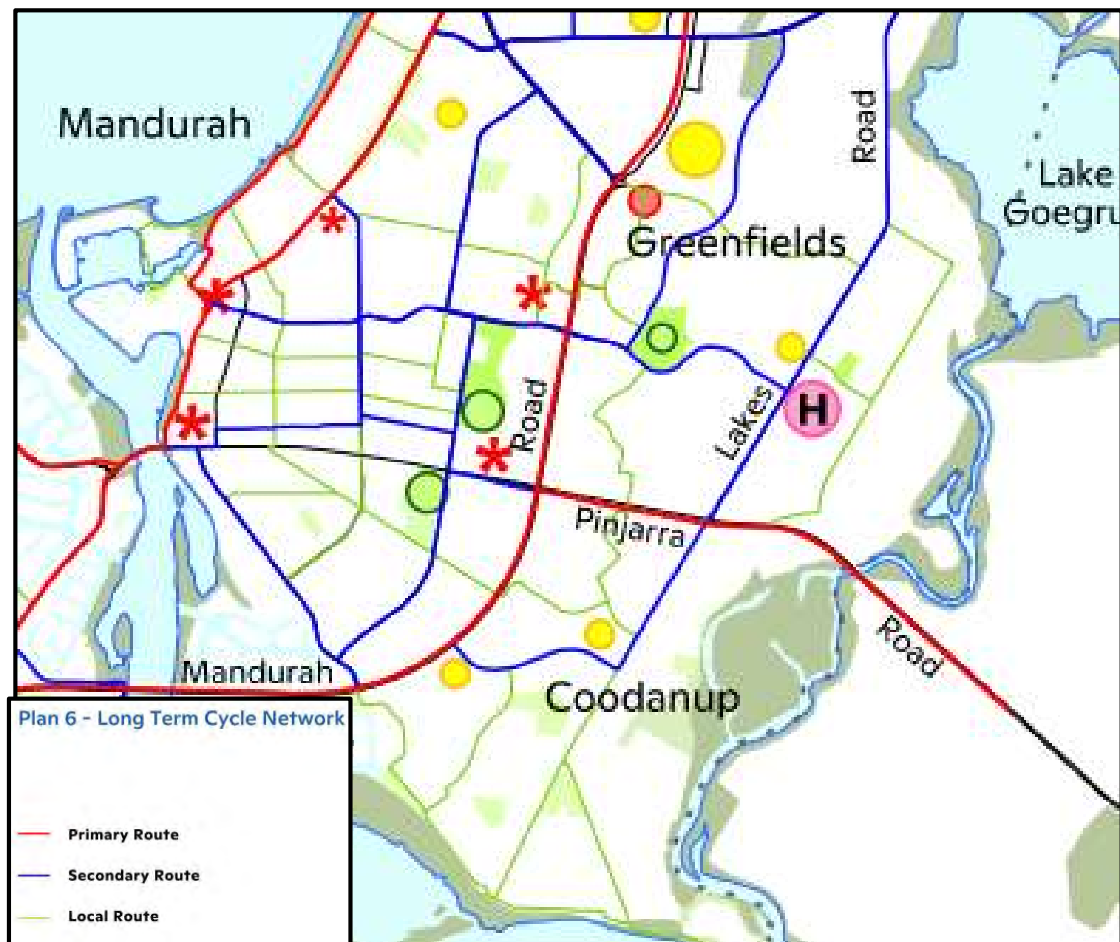 Mandurah
Road
Lake
Goegru
Greenfields
Road
Lakes
H
Pinjarra
Road
Mandurah
Coodanup
Plan 6 - Long Term Cycle Network
Primary Route
Secondary Route
Local Route